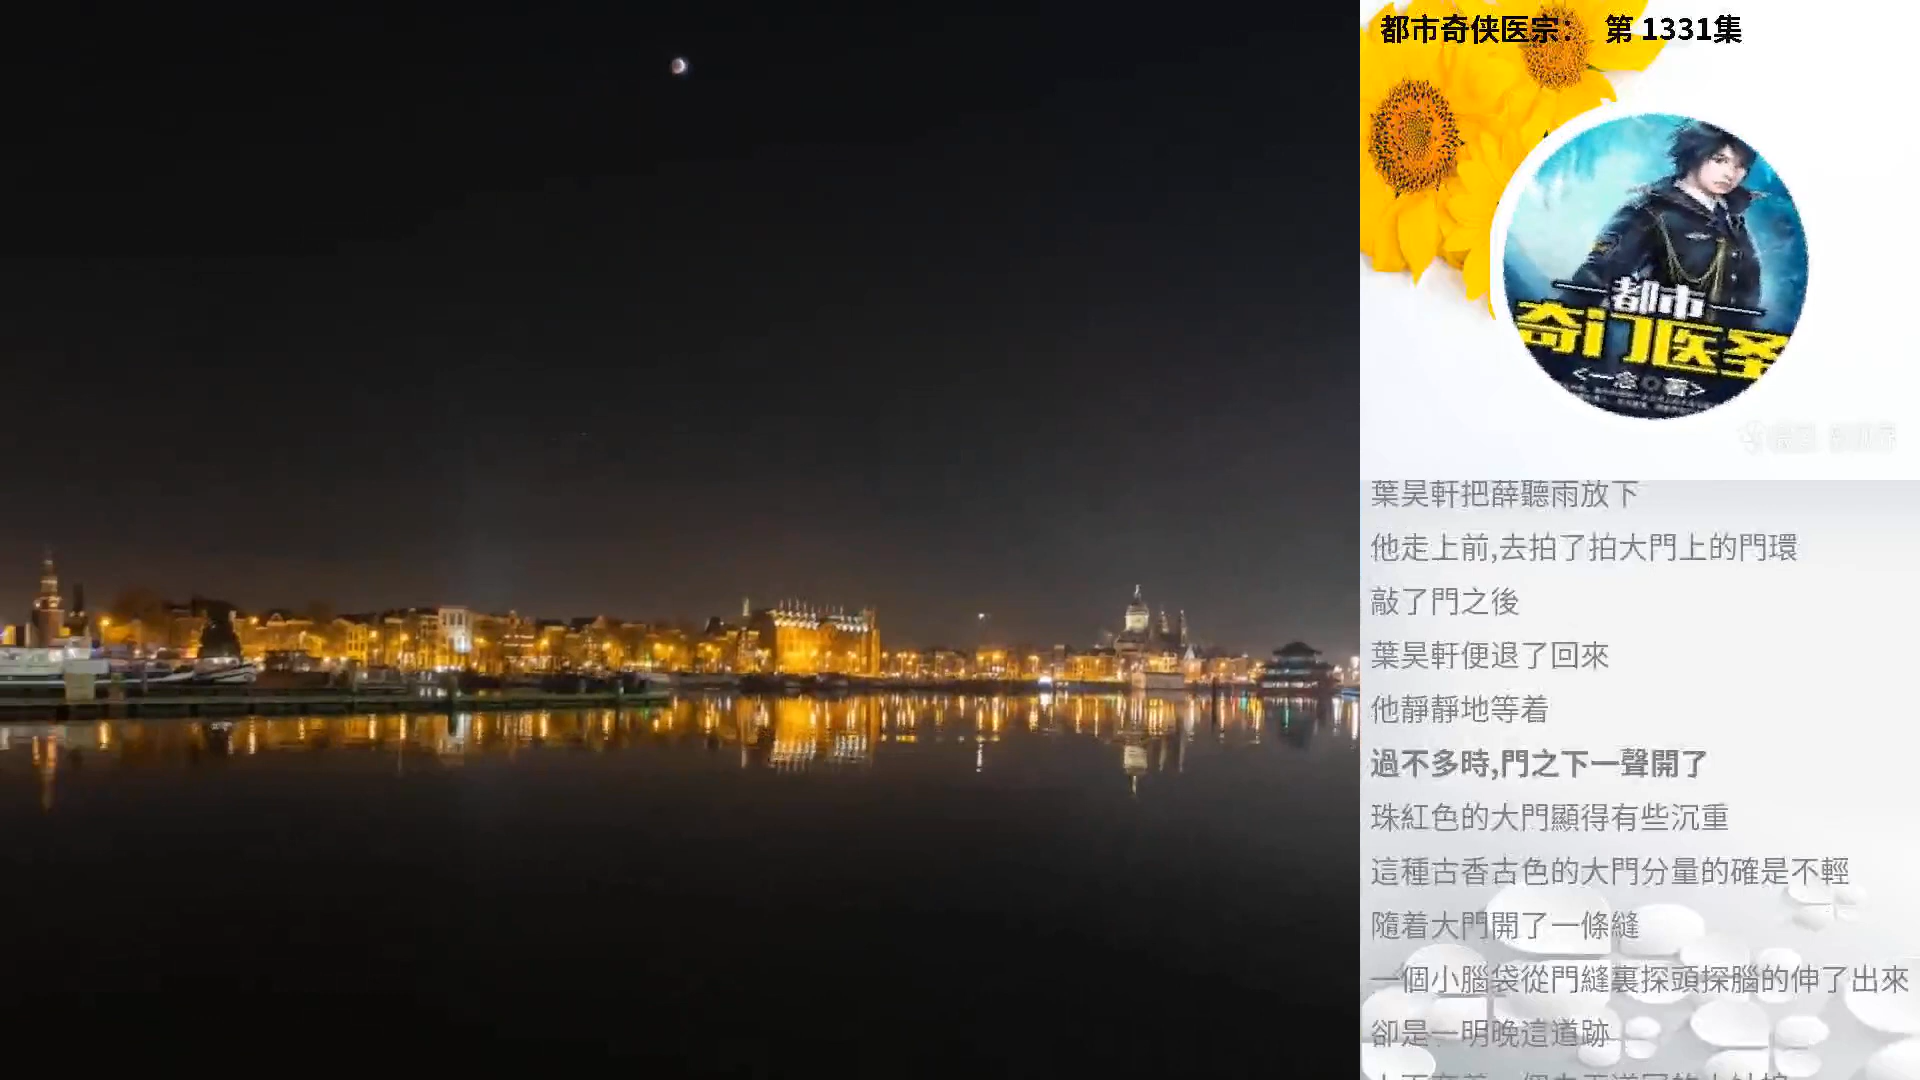 都市奇侠医宗： 第 1331集
都市
奇门医圣
<一念 著>
葉昊軒把薛聽雨放下
他走上前,去拍了拍大門上的門環
敲了門之後
葉昊軒便退了回來
他靜靜地等着
過不多時,門之下一聲開了
珠紅色的大門顯得有些沉重
這種古香古色的大門分量的確是不輕
隨着大門開了一條縫
一個小腦袋從門縫裏探頭探腦的伸了出來
卻是一明晚這道跡